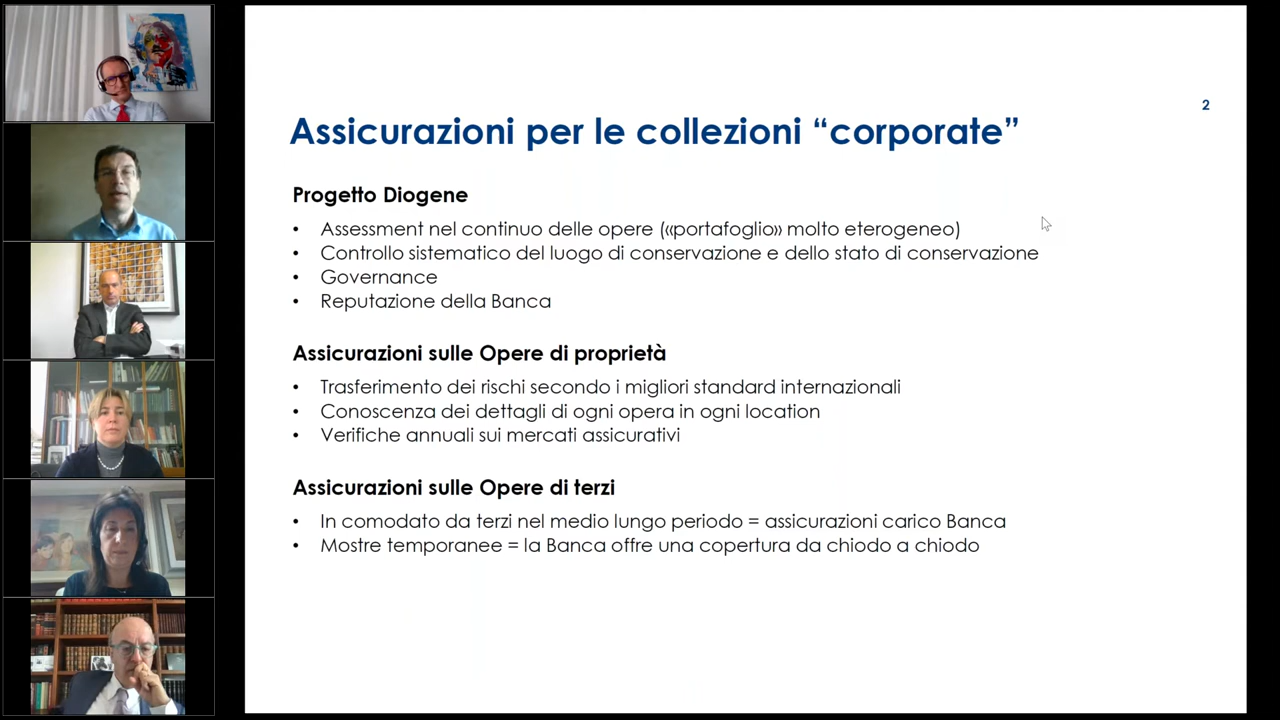 2
Assicurazioni per le collezioni “corporate”
Progetto Diogene
• Assessment nel continuo delle opere («portafoglio» molto eterogeneo)
• Controllo sistematico del luogo di conservazione e dello stato di conservazione
• Governance
• Reputazione della Banca
Assicurazioni sulle Opere di proprietà
• Trasferimento dei rischi secondo i migliori standard internazionali
• Conoscenza dei dettagli di ogni opera in ogni location
• Verifiche annuali sui mercati assicurativi
Assicurazioni sulle Opere di terzi
• In comodato da terzi nel medio lungo periodo = assicurazioni carico Banca
• Mostre temporanee = la Banca offre una copertura da chiodo a chiodo